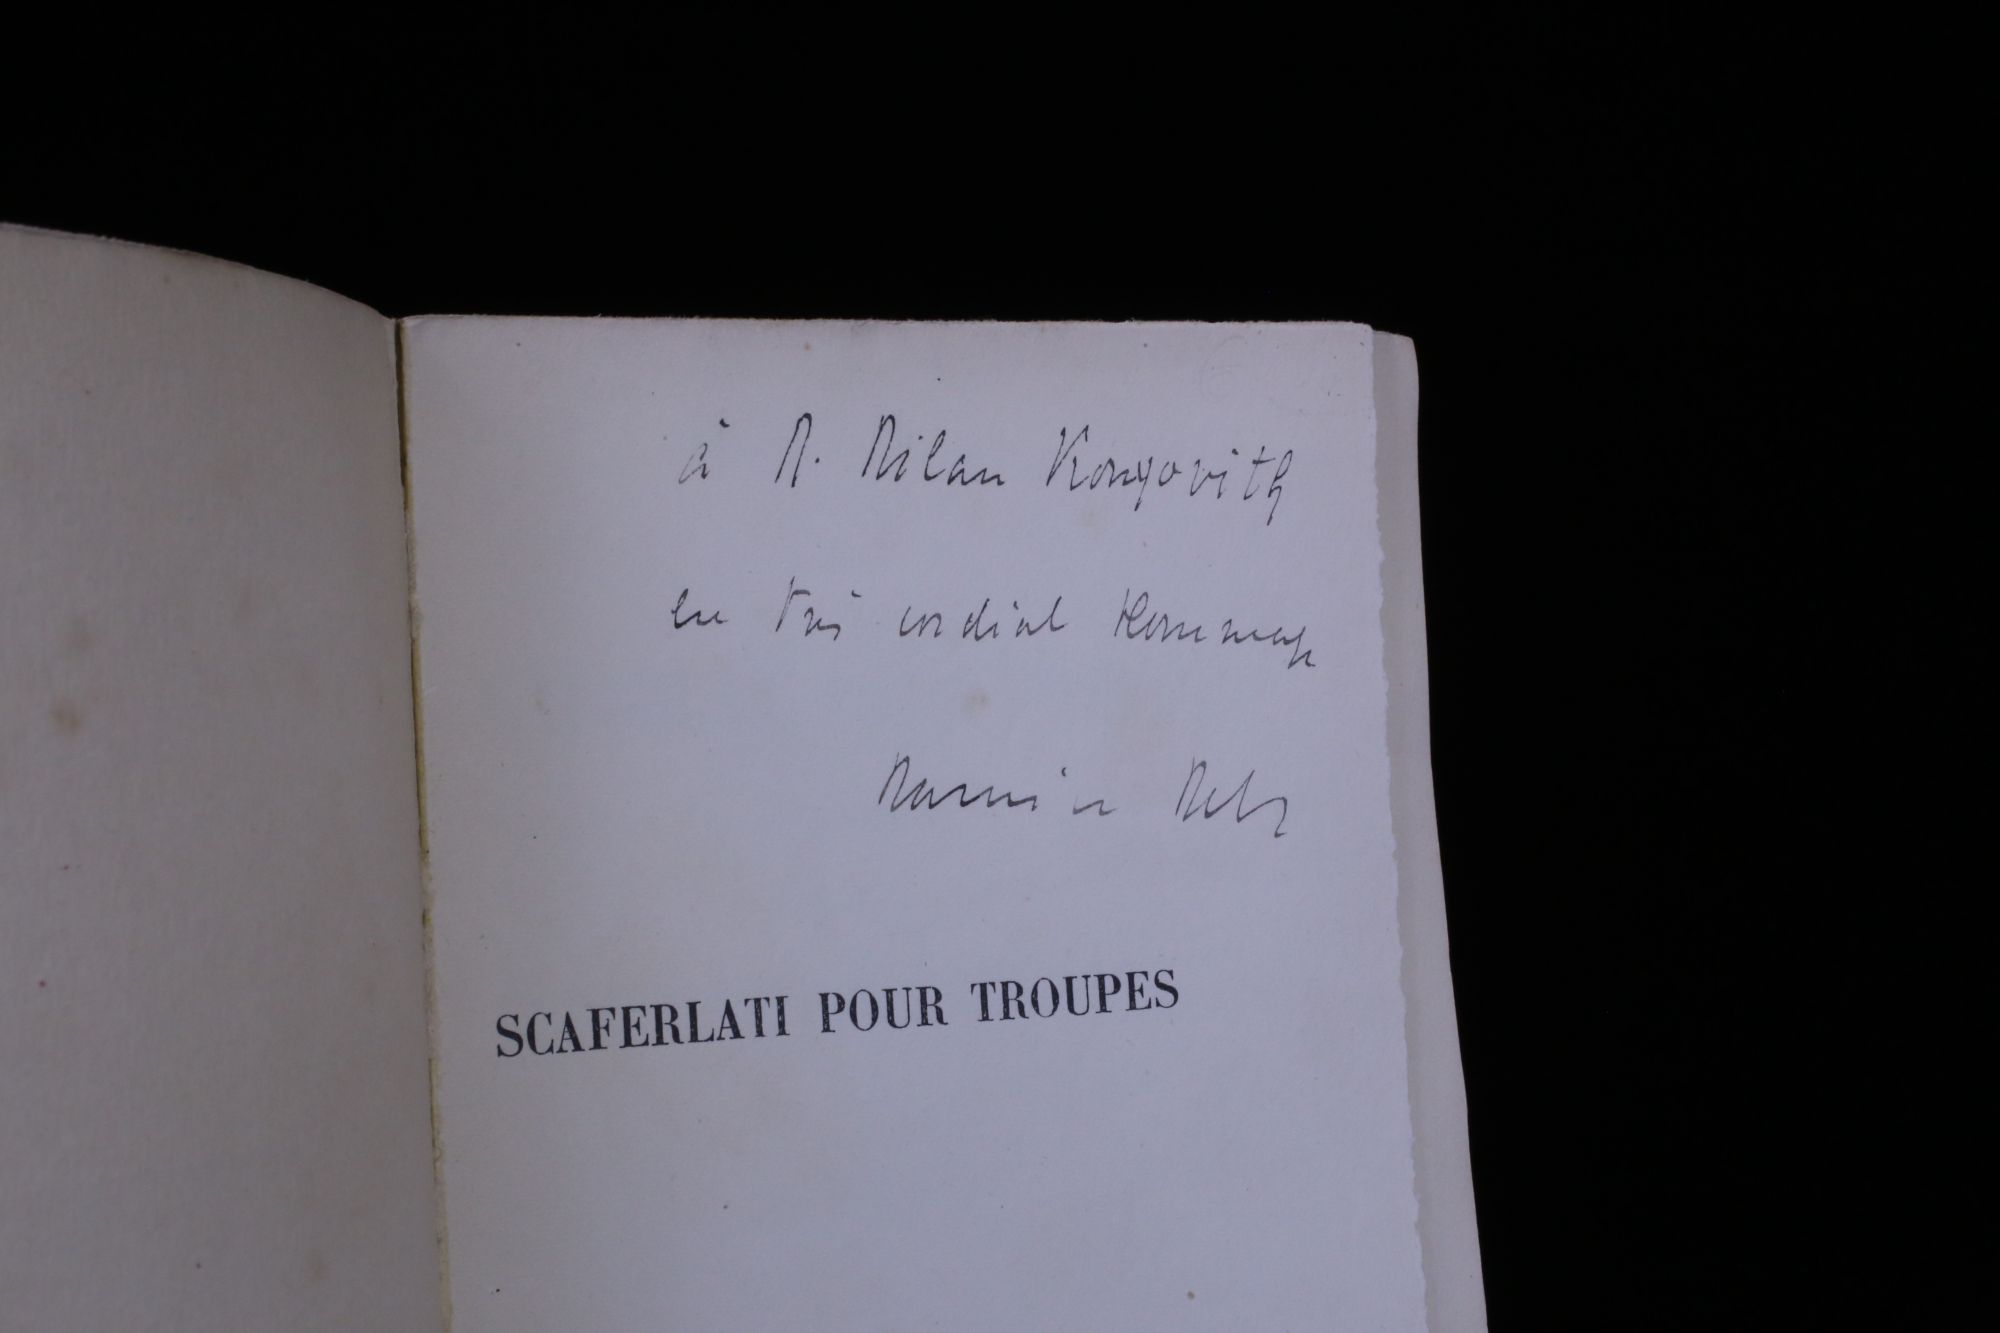 à M. Milan
en très cordial hommage
Maurice Betz
SCAFERLATI POUR TROUPES